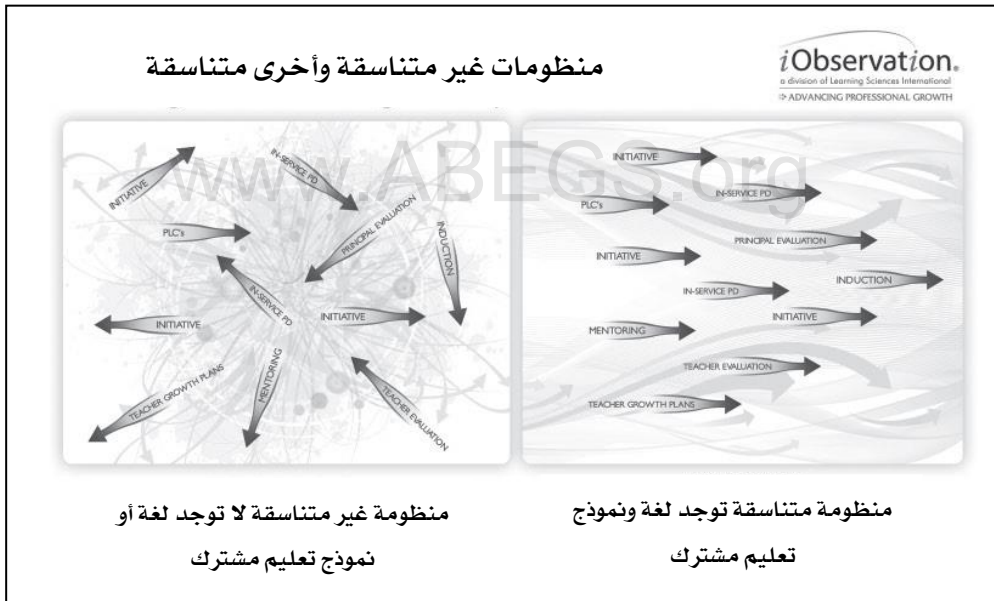 منظومات غير متناسقة وأخرى متناسقة
iObservation®
a division of Learning Sciences International
ADVANCING PROFESSIONAL GROWTH
www.ABEGS.org
INITIATIVE
IN-SERVICE PD
PLC's
PRINCIPAL EVALUATION
INDUCTION
IN-SERVICE PD
INITIATIVE
INITIATIVE
MENTORING
TEACHER GROWTH PLANS
TEACHER EVALUATION
INITIATIVE
IN-SERVICE PD
PLC's
PRINCIPAL EVALUATION
INITIATIVE
INDUCTION
IN-SERVICE PD
INITIATIVE
MENTORING
TEACHER EVALUATION
TEACHER GROWTH PLANS
منظومة متناسقة توجد لغة ونموذج
تعليم مشترك
منظومة غير متناسقة لا توجد لغة أو
نموذج تعليم مشترك